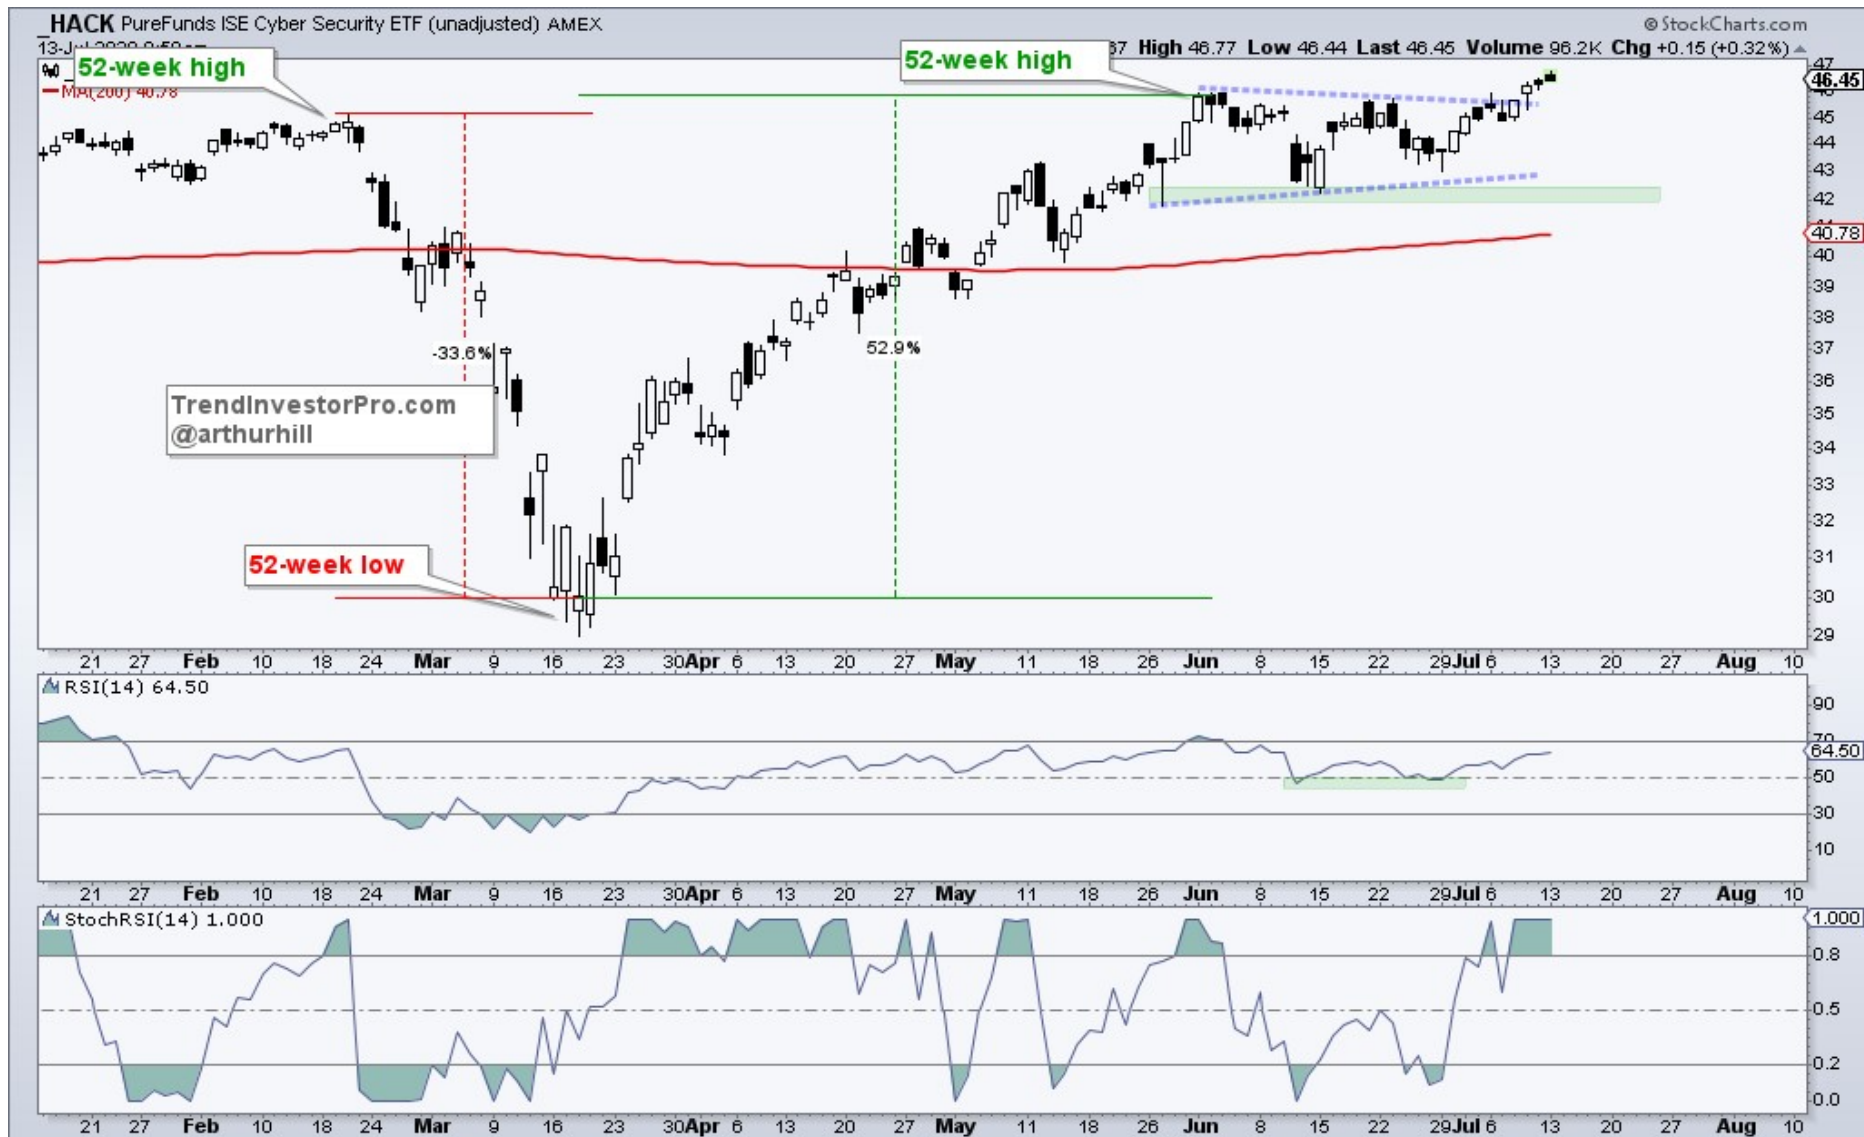 _HACK PureFunds ISE Cyber Security ETF (unadjusted) AMEX
© StockCharts.com
High 46.77 Low 46.44 Last 46.45 Volume 96.2K Chg +0.15 (+0.32%)
52-week high
52-week high
MA(200) 40.78
47
46.45
45
44
43
42
40.78
40
39
38
37
36
35
34
33
32
31
30
29
-33.6%
52.9%
TrendInvestorPro.com
@arthurhill
52-week low
21 27 Feb 10 18 24 Mar 9 16 23 30 Apr 6 13 20 27 May 11 18 26 Jun 8 15 22 29 Jul 6 13 20 27 Aug 10
RSI(14) 64.50
90
64.50
50
30
10
21 27 Feb 10 18 24 Mar 9 16 23 30 Apr 6 13 20 27 May 11 18 26 Jun 8 15 22 29 Jul 6 13 20 27 Aug 10
StochRSI(14) 1.000
1.000
0.8
0.5
0.2
0.0
21 27 Feb 10 18 24 Mar 9 16 23 30 Apr 6 13 20 27 May 11 18 26 Jun 8 15 22 29 Jul 6 13 20 27 Aug 10